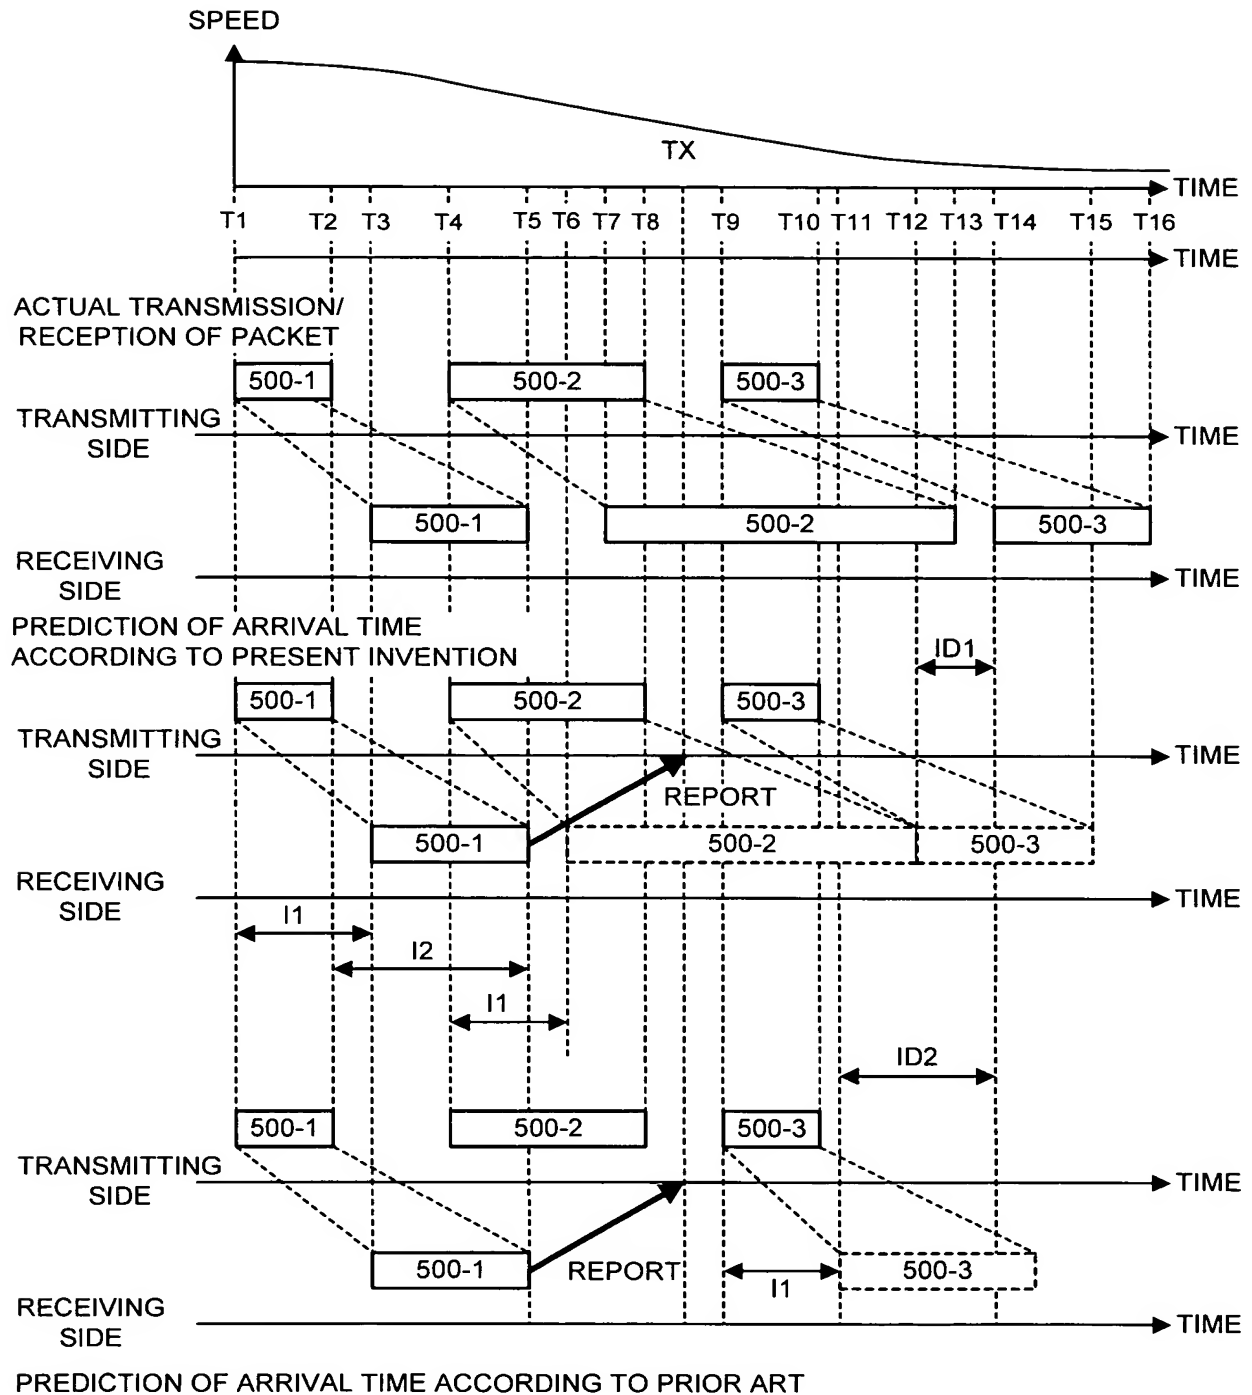 SPEED
TX
TIME
T1 T2 T3 T4 T5 T6 T7 T8 T9 T10 T11 T12 T13 T14 T15 T16
TIME
ACTUAL TRANSMISSION/
RECEPTION OF PACKET
500-1 500-2 500-3
TRANSMITTING
SIDE
TIME
500-1 500-2 500-3
RECEIVING
SIDE
TIME
PREDICTION OF ARRIVAL TIME
ACCORDING TO PRESENT INVENTION
ID1
500-1 500-2 500-3
TRANSMITTING
SIDE
TIME
REPORT
500-1 500-2 500-3
RECEIVING
SIDE
TIME
I1
I2
I1
ID2
500-1 500-2 500-3
TRANSMITTING
SIDE
TIME
500-1 REPORT I1 500-3
RECEIVING
SIDE
TIME
PREDICTION OF ARRIVAL TIME ACCORDING TO PRIOR ART